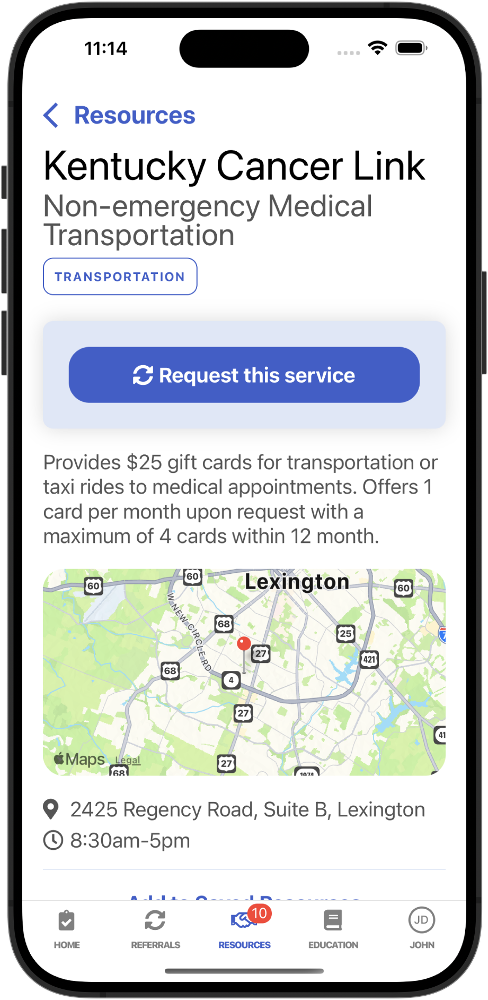 11:14
Resources
Kentucky Cancer Link
Non-emergency Medical
Transportation
TRANSPORTATION
Request this service
Provides $25 gift cards for transportation or
taxi rides to medical appointments. Offers 1
card per month upon request with a
maximum of 4 cards within 12 month.
60
Lexington
60
60
W NEW CIRCLE RD
68
25
27
421
68
4
27
41
Maps Legal
27
68
1974
2425 Regency Road, Suite B, Lexington
8:30am-5pm
Add to Saved Resources
10
JD
HOME REFERRALS RESOURCES EDUCATION JOHN